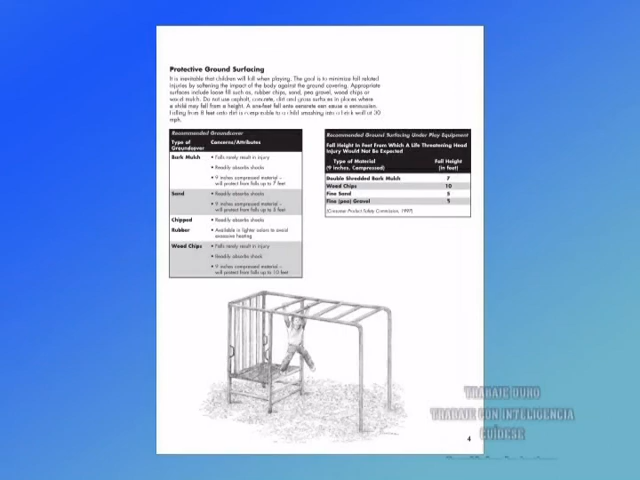 Protective Ground Surfacing
It is inevitable that children will fall when playing. The goal is to minimize fall related
injuries by softening the impact of the body against the ground covering. Appropriate
surfaces include loose fill such as, rubber chips, sand, pea gravel, wood chips or
wood mulch. Do not use asphalt, concrete, dirt and grass surfaces in places where
a child may fall from a height. A one-foot fall onto concrete can cause a concussion.
Falling from 8 feet onto dirt is comparable to a child smashing into a brick wall at 30
mph.
Recommended Groundcover
Type of Groundcover Concerns/Attributes
Bark Mulch • Falls rarely result in injury
• Readily absorbs shock
• 9 inches compressed material –
will protect from falls up to 7 feet
Sand • Readily absorbs shocks
• 9 inches compressed material –
will protect from falls up to 5 feet
Chipped • Readily absorbs shocks
Rubber • Available in lighter colors to avoid
excessive heating
Wood Chips • Falls rarely result in injury
• Readily absorbs shock
• 9 inches compressed material –
will protect from falls up to 10 feet
Recommended Ground Surfacing Under Play Equipment
Fall Height In Feet From Which A Life Threatening Head
Injury Would Not Be Expected
Type of Material Fall Height
(9 inches, Compressed) (in feet)
Double Shredded Bark Mulch 7
Wood Chips 10
Fine Sand 5
Fine (pea) Gravel 5
(Consumer Product Safety Commission, 1997)
4
TRABAJE DURO
TRABAJE CON INTELIGENCIA
CUÍDESE